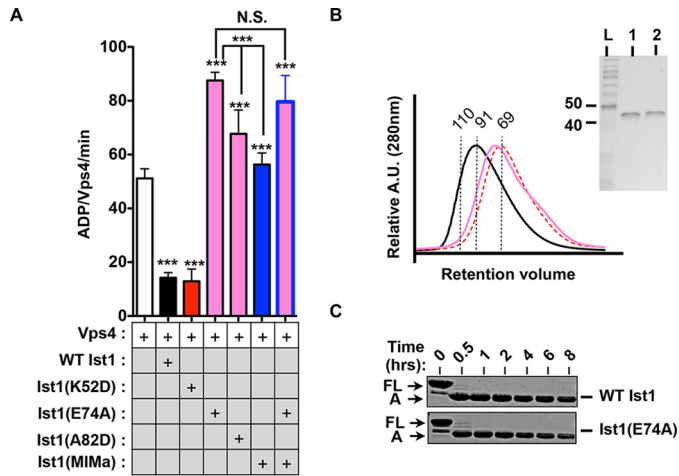 A
N.S.
***
***
***
***
***
***
***
ADP/Vps4/min
100
80
60
40
20
0
Vps4 : + + + + + + +
WT Ist1 : +
Ist1(K52D) : +
Ist1(E74A) : + +
Ist1(A82D) : +
Ist1(MIMa) : + +
B
L 1 2
50
40
110 91 69
Relative A.U. (280nm)
Retention volume
C
Time (hrs): 0 0.5 1 2 4 6 8
FL
A
WT Ist1
FL
A
Ist1(E74A)